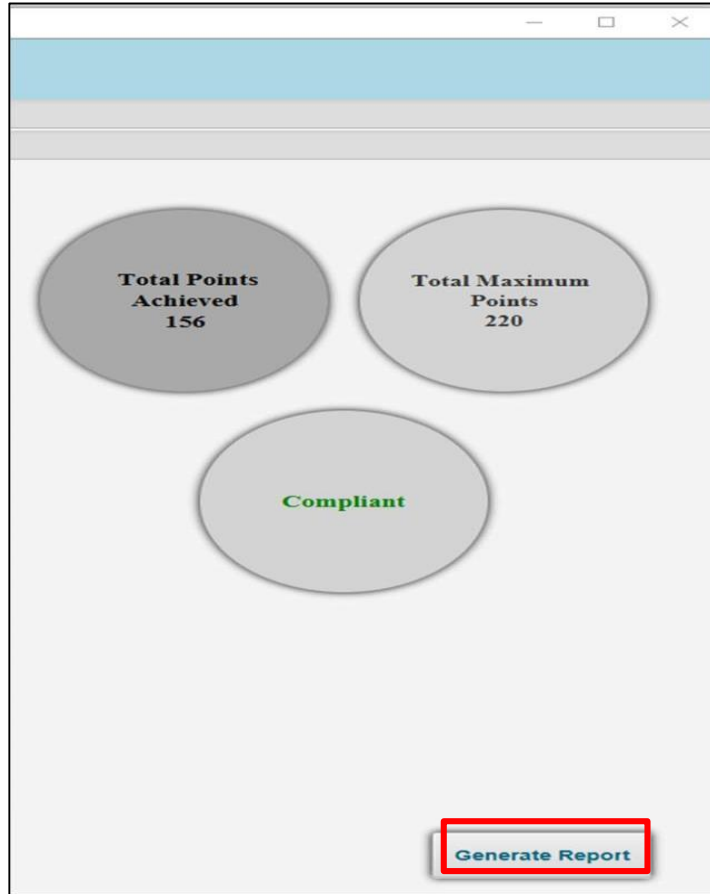 Total Points
Achieved
156
Total Maximum
Points
220
Compliant
Generate Report